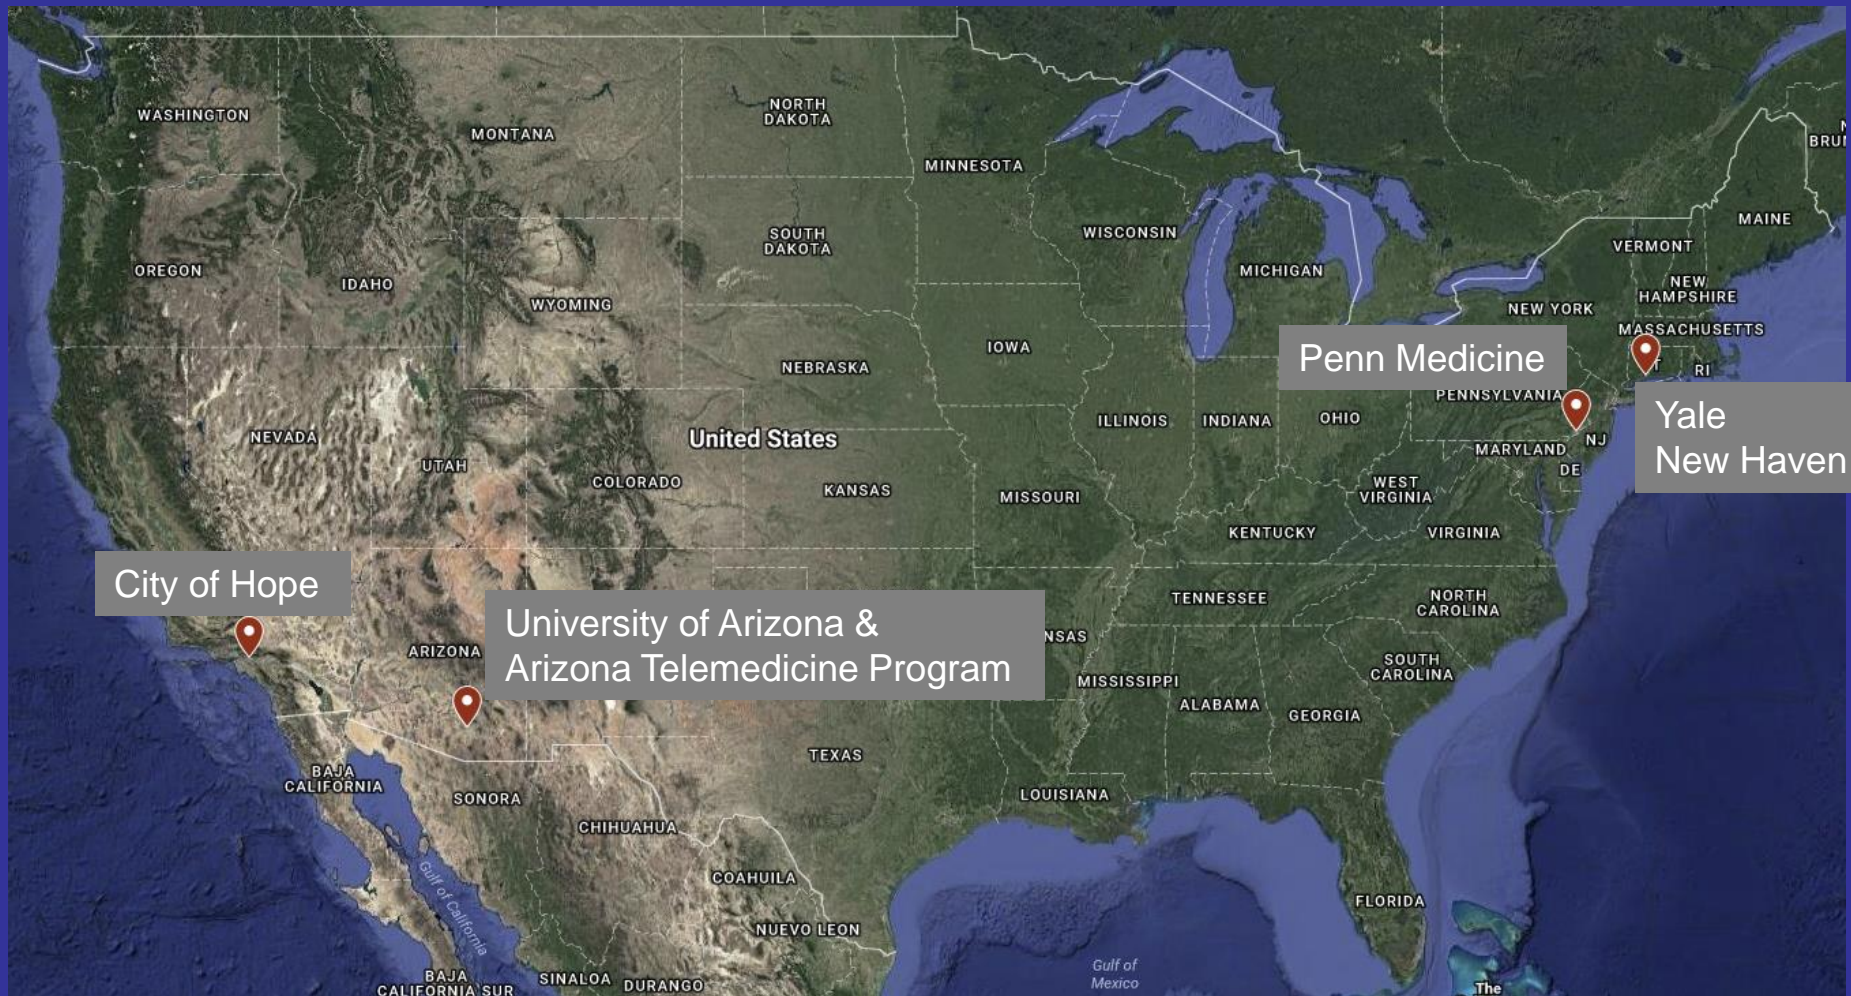 WASHINGTON
MONTANA
NORTH
DAKOTA
MINNESOTA
MAINE
OREGON
IDAHO
WYOMING
SOUTH
DAKOTA
WISCONSIN
MICHIGAN
VERMONT
NEW
HAMPSHIRE
NEW YORK
MASSACHUSETTS
NEBRASKA
IOWA
Penn Medicine
RI
PENNSYLVANIA
Yale
New Haven
NEVADA
UTAH
COLORADO
United States
KANSAS
MISSOURI
ILLINOIS
INDIANA
OHIO
MARYLAND
NJ
DE
WEST
VIRGINIA
KENTUCKY
VIRGINIA
City of Hope
ARIZONA
University of Arizona &
Arizona Telemedicine Program
TENNESSEE
NORTH
CAROLINA
SOUTH
CAROLINA
MISSISSIPPI
ALABAMA
GEORGIA
TEXAS
LOUISIANA
BAJA
CALIFORNIA
SONORA
CHIHUAHUA
COAHUILA
FLORIDA
Gulf of California
NUEVO LEON
BAJA
CALIFORNIA SUR
SINALOA
DURANGO
Gulf of
Mexico
The